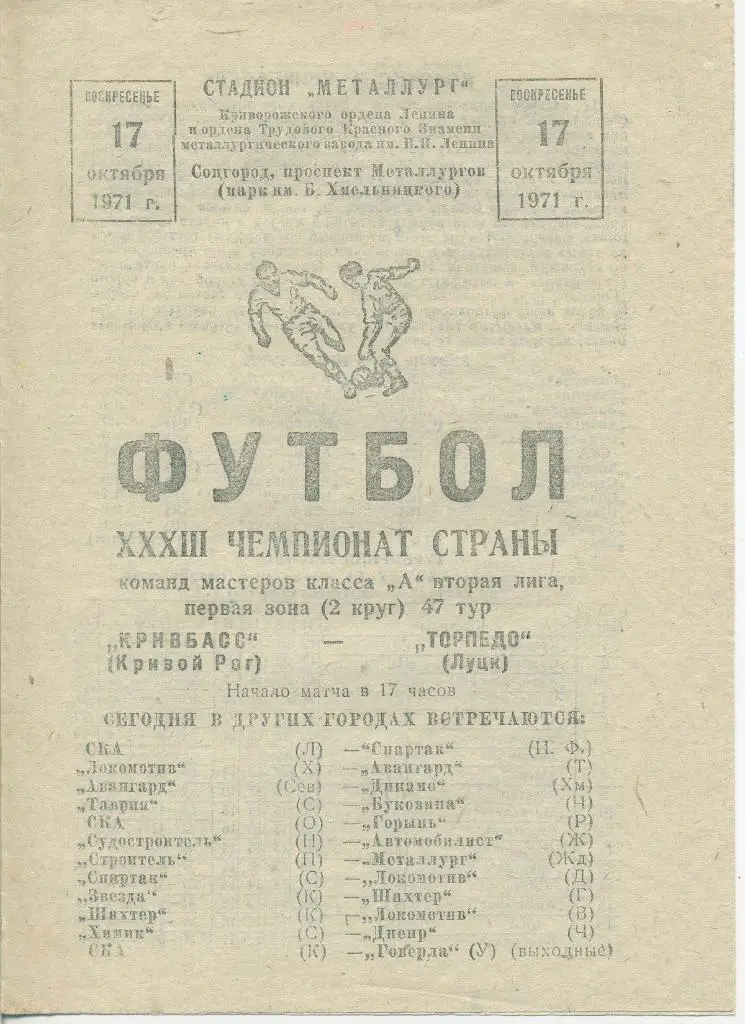 ВОСКРЕСЕНЬЕ
17
октября
1971 г.
СТАДИОН „МЕТАЛЛУРГ“
Криворожского ордена Ленина
и ордена Трудового Красного Знамени
металлургического завода им. В.И. Ленина
Соцгород, проспект Металлургов
(парк им. Б. Хмельницкого)
ВОСКРЕСЕНЬЕ
17
октября
1971 г.
ФУТБОЛ
XXXIII ЧЕМПИОНАТ СТРАНЫ
команд мастеров класса „А“ вторая лига,
первая зона (2 круг) 47 тур
„КРИВБАСС“ — „ТОРПЕДО“
(Кривой Рог) (Луцк)
Начало матча в 17 часов
СЕГОДНЯ В ДРУГИХ ГОРОДАХ ВСТРЕЧАЮТСЯ:
СКА (Л) —“Спартак“ (И. Ф.)
„Локомотив“ (Х) —„Авангард“ (Т)
„Авангард“ (Сев) —„Динамо“ (Хм)
„Таврия“ (С) —„Буковина“ (Ч)
СКА (О) —„Горынь“ (Р)
„Судостроитель“ (Н) —„Автомобилист“ (Ж)
„Строитель“ (П) —„Металлург“ (Жд)
„Спартак“ (С) —„Локомотив“ (Д)
„Звезда“ (К) —„Шахтер“ (Г)
„Шахтер“ (К) —„Локомотив“ (В)
„Химик“ (С) —„Днепр“ (Ч)
СКА (К) —„Говерла“ (У) (выходные)